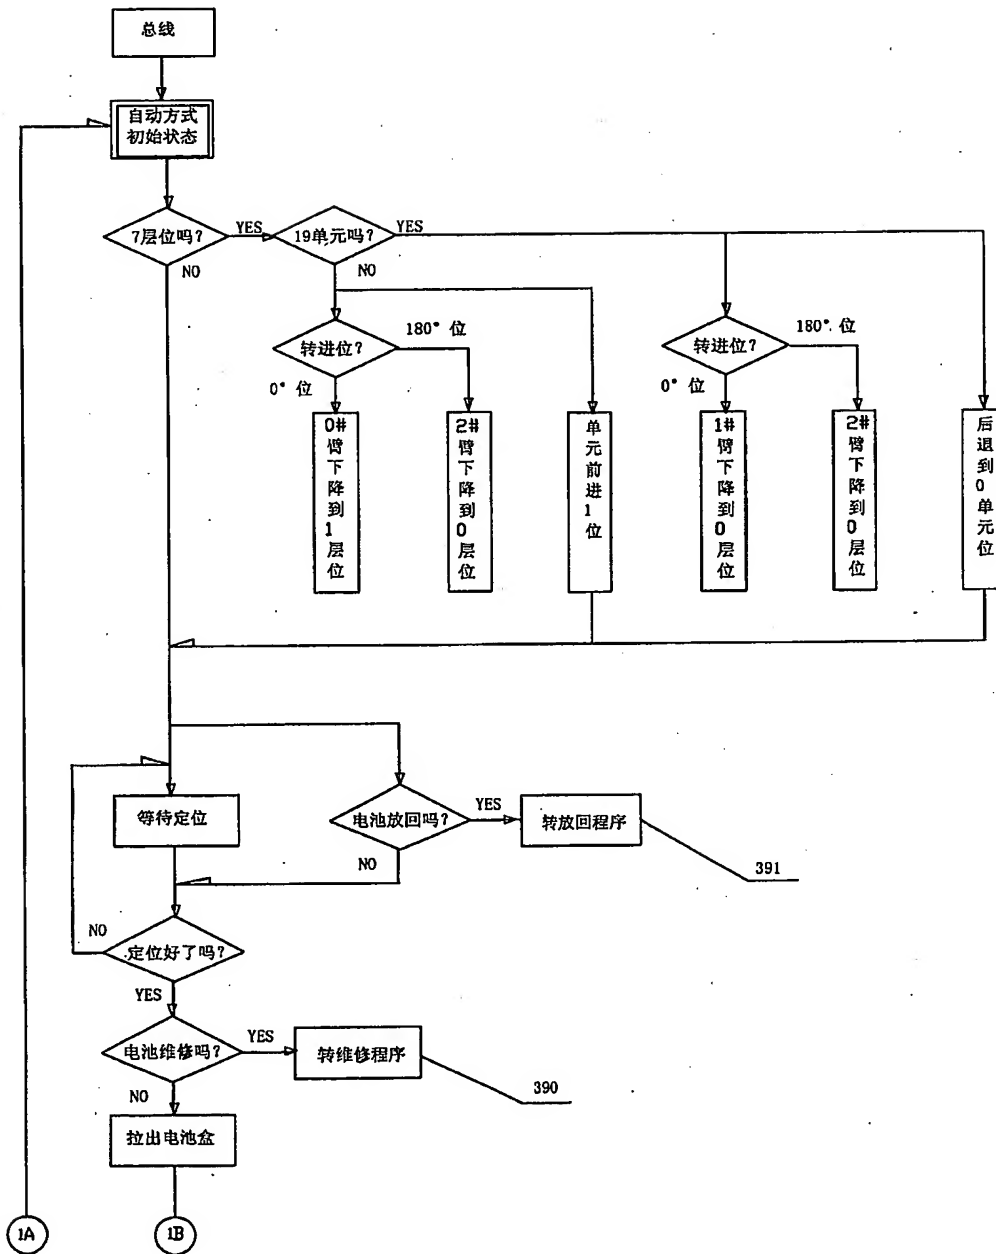 总线
自动方式
初始状态
7层位吗?
YES
19单元吗?
YES
NO
NO
转进位?
180° 位
0° 位
转进位?
180° 位
0° 位
0#臂下降到1层位
2#臂下降到0层位
单元前进1位
1#臂下降到0层位
2#臂下降到0层位
后退到0单元位
等待定位
电池放回吗?
YES
转放回程序
NO
391
NO
定位好了吗?
YES
电池维修吗?
YES
转维修程序
NO
390
拉出电池盒
1A
1B